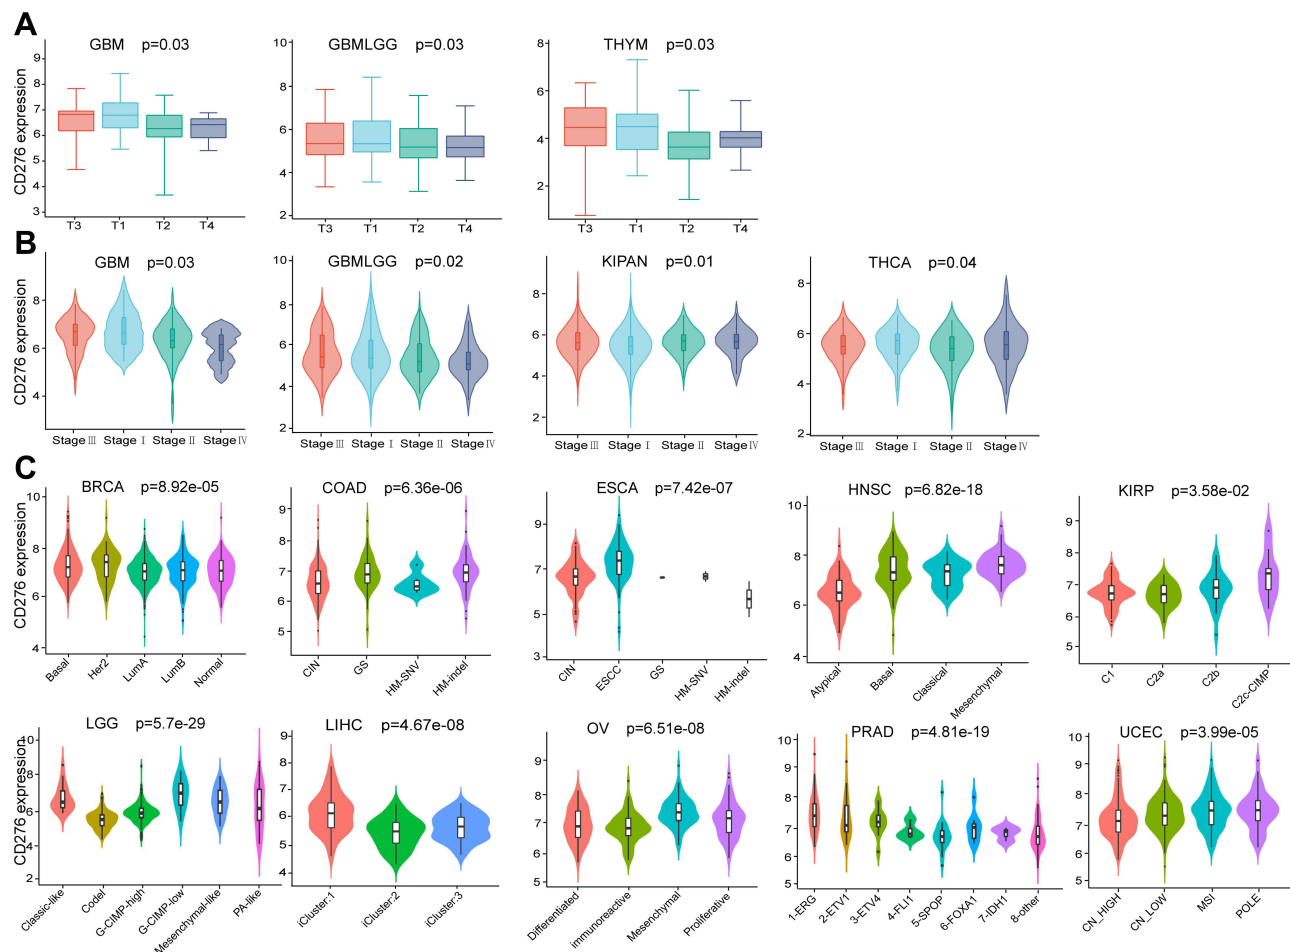 A
GBM p=0.03
GBMLGG p=0.03
THYM p=0.03
CD276 expression
9
8
7
6
5
4
3
10
8
6
4
2
8
6
4
2
T3 T1 T2 T4
T3 T1 T2 T4
T3 T1 T2 T4
B
GBM p=0.03
GBMLGG p=0.02
KIPAN p=0.01
THCA p=0.04
CD276 expression
8
6
4
10
8
6
4
2
8
6
4
2
8
6
4
2
Stage III Stage I Stage II Stage IV
Stage III Stage I Stage II Stage IV
Stage III Stage I Stage II Stage IV
Stage III Stage I Stage II Stage IV
C
BRCA p=8.92e-05
COAD p=6.36e-06
ESCA p=7.42e-07
HNSC p=6.82e-18
KIRP p=3.58e-02
CD276 expression
10
8
7
6
4
10
8
7
6
5
9
7
5
3
10
8
6
4
10
8
7
6
5
Basal Her2 LumA LumB Normal
CIN GS HM-SNV HM-indel
CIN ESCC GS HM-SNV HM-indel
Atypical Basal Classical Mesenchymal
C1 C2a C2b C2c-CIMP
LGG p=5.7e-29
LIHC p=4.67e-08
OV p=6.51e-08
PRAD p=4.81e-19
UCEC p=3.99e-05
CD276 expression
10
8
6
4
2
9
8
7
6
5
4
10
8
7
6
5
10
9
8
7
6
5
10
9
8
7
6
5
Classic-like Codel G-CIMP-high G-CIMP-low Mesenchymal-like PA-like
iCluster:1 iCluster:2 iCluster:3
Differentiated immunoreactive Mesenchymal Proliferative
1-ERG 2-ETV1 3-ETV4 4-FLI1 5-SPOP 6-FOXA1 7-IDH1 8-other
CN_HIGH CN_LOW MSI POLE